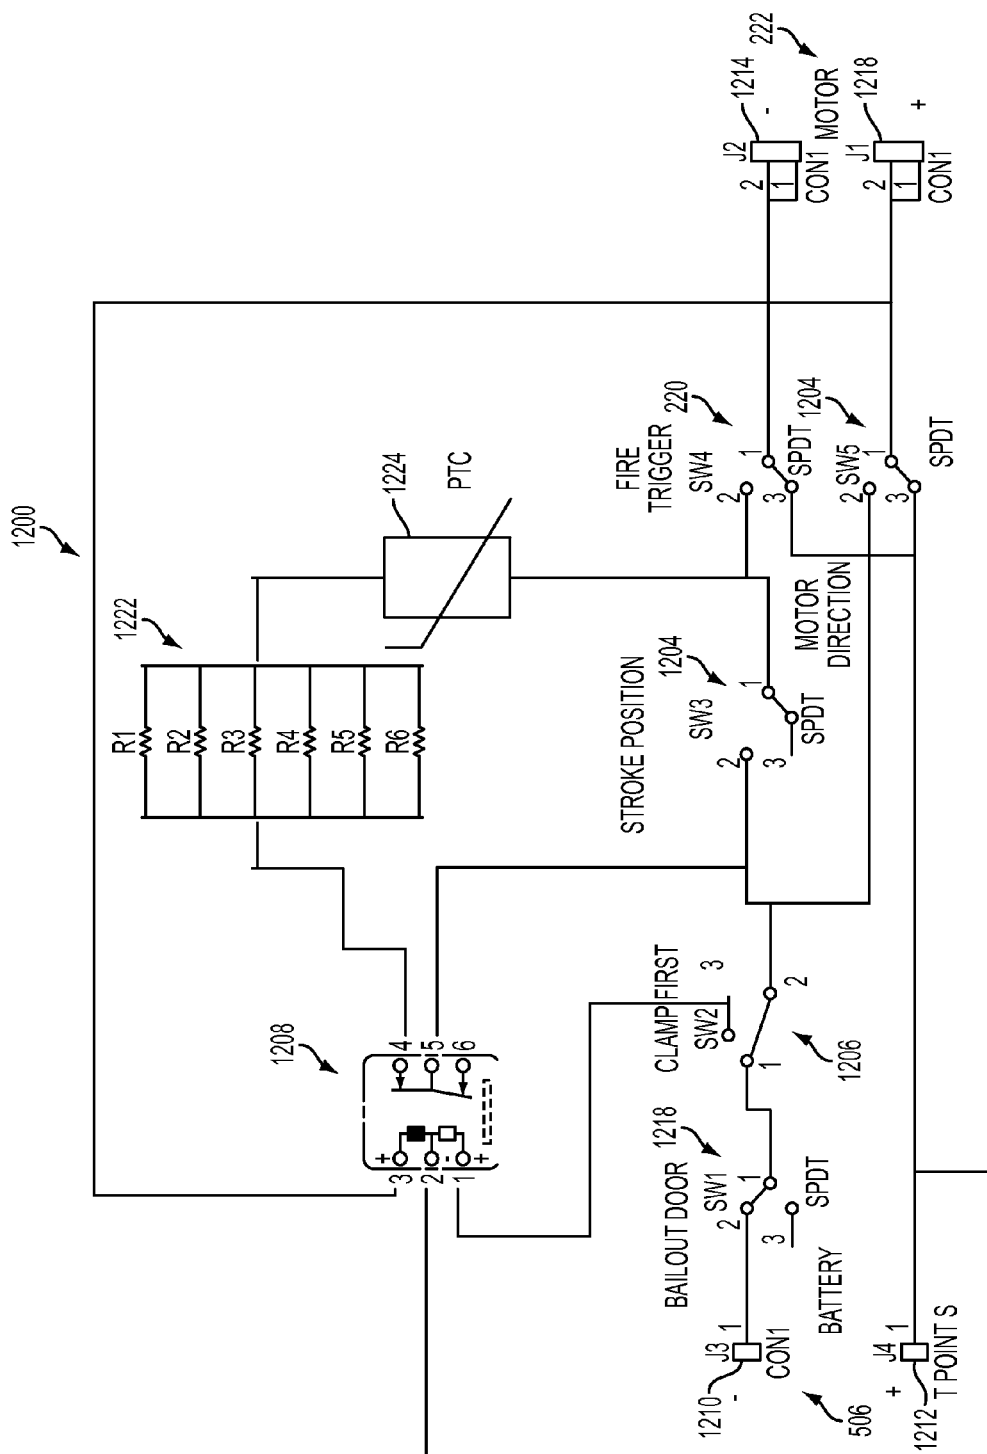 1200
1222
R1
R2
R3
R4
R5
R6
1224
PTC
1208
+
3
2
-
1
+
4
5
6
J3
1
CON1
1210
-
506
BATTERY
J4
1
T POINT S
1212
+
BAILOUT DOOR
1218
SW1
2
1
3
SPDT
CLAMP FIRST
SW2
3
1
2
1206
STROKE POSITION
1204
SW3
2
1
3
SPDT
FIRE
TRIGGER
220
SW4
2
1
3
SPDT
MOTOR
DIRECTION
1204
SW5
2
1
3
SPDT
J2
2
1
CON1
1214
-
MOTOR
222
J1
2
1
CON1
1218
+